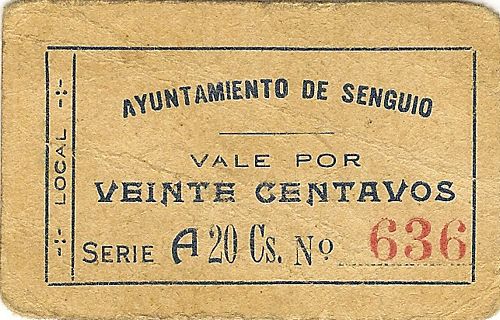 -:- LOCAL -:-
AYUNTAMIENTO DE SENGUIO
VALE POR
VEINTE CENTAVOS
SERIE A 20 Cs. Nº 636